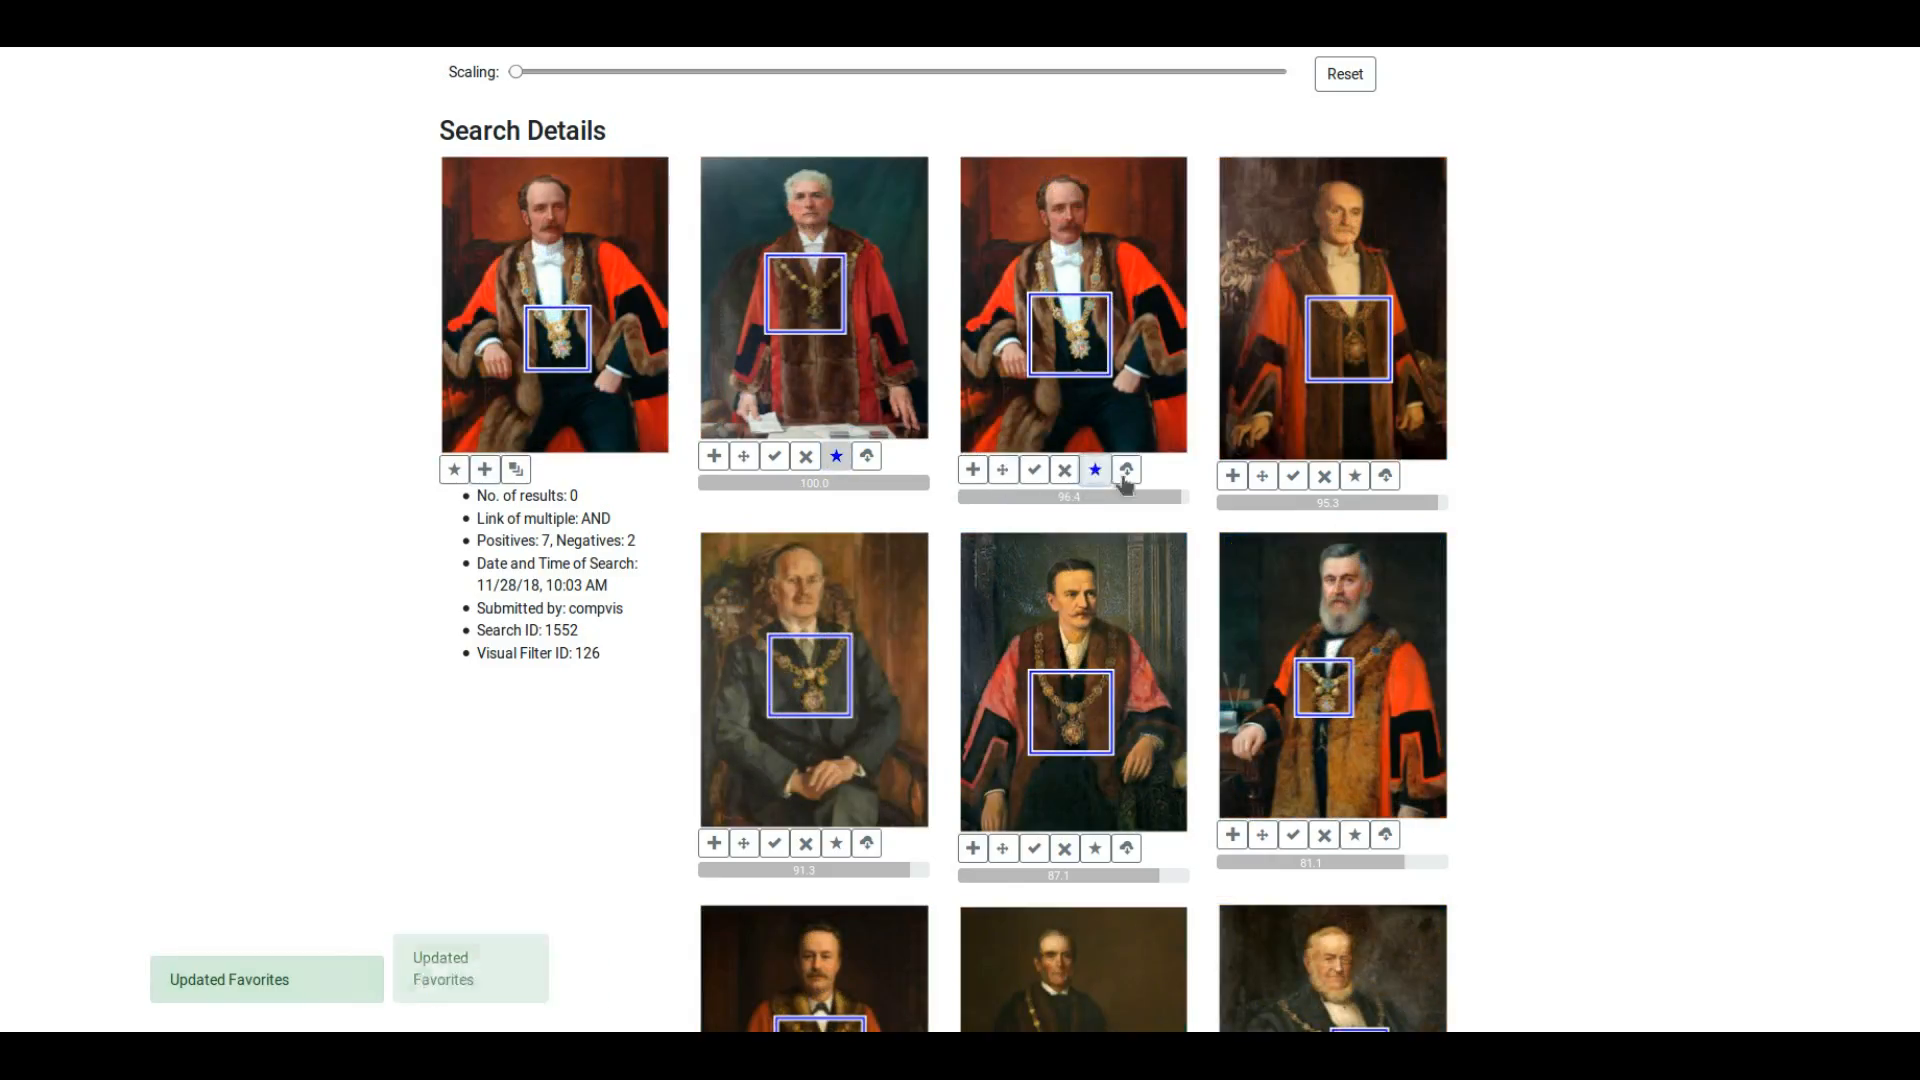 Scaling:
Reset
Search Details
100.0
96.4
95.3
No. of results: 0
Link of multiple: AND
Positives: 7, Negatives: 2
Date and Time of Search:
11/28/18, 10:03 AM
Submitted by: compvis
Search ID: 1552
Visual Filter ID: 126
91.3
87.1
81.1
Updated Favorites
Updated
Favorites